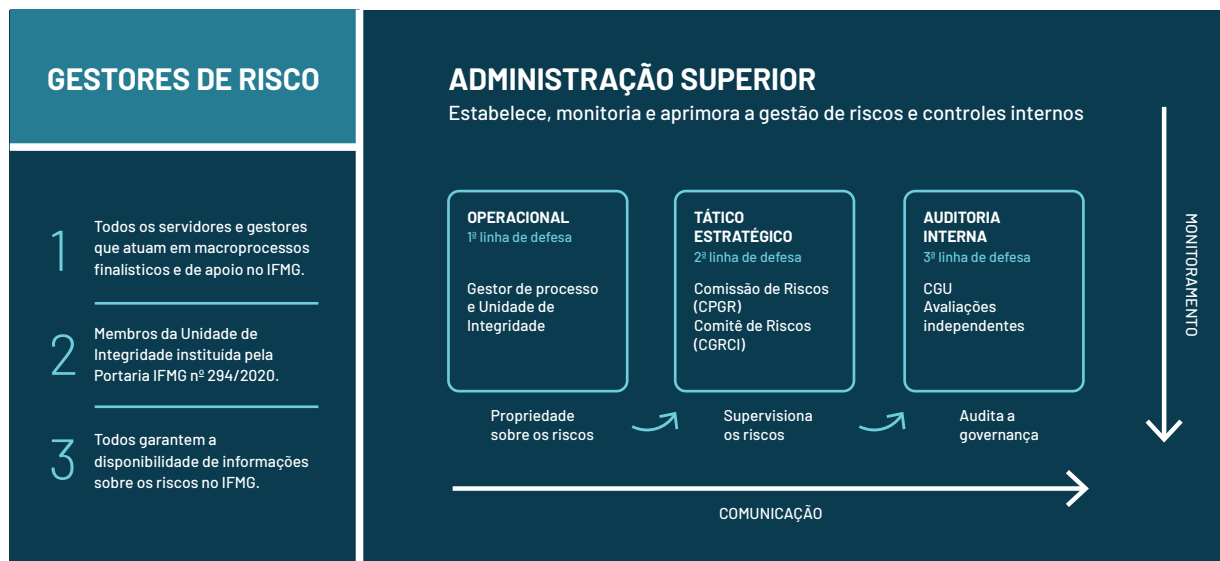 GESTORES DE RISCO
1
Todos os servidores e gestores
que atuam em macroprocessos
finalísticos e de apoio no IFMG.
2
Membros da Unidade de
Integridade instituída pela
Portaria IFMG nº 294/2020.
3
Todos garantem a
disponibilidade de informações
sobre os riscos no IFMG.
ADMINISTRAÇÃO SUPERIOR
Estabelece, monitoria e aprimora a gestão de riscos e controles internos
OPERACIONAL
1ª linha de defesa
Gestor de processo
e Unidade de
Integridade
Propriedade
sobre os riscos
TÁTICO
ESTRATÉGICO
2ª linha de defesa
Comissão de Riscos
(CPGR)
Comitê de Riscos
(CGRCI)
Supervisiona
os riscos
AUDITORIA
INTERNA
3ª linha de defesa
CGU
Avaliações
independentes
Audita a
governança
COMUNICAÇÃO
MONITORAMENTO